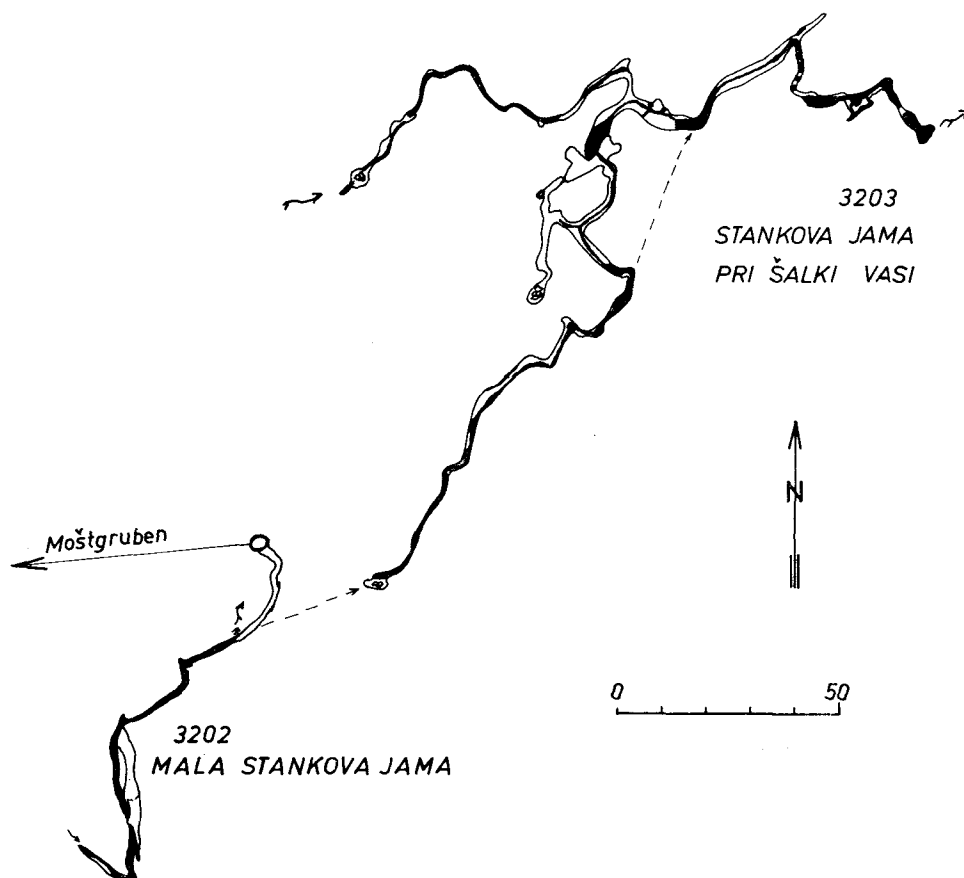 3203
STANKOVA JAMA
PRI ŠALKI VASI
N
Moštgruben
0 50
3202
MALA STANKOVA JAMA